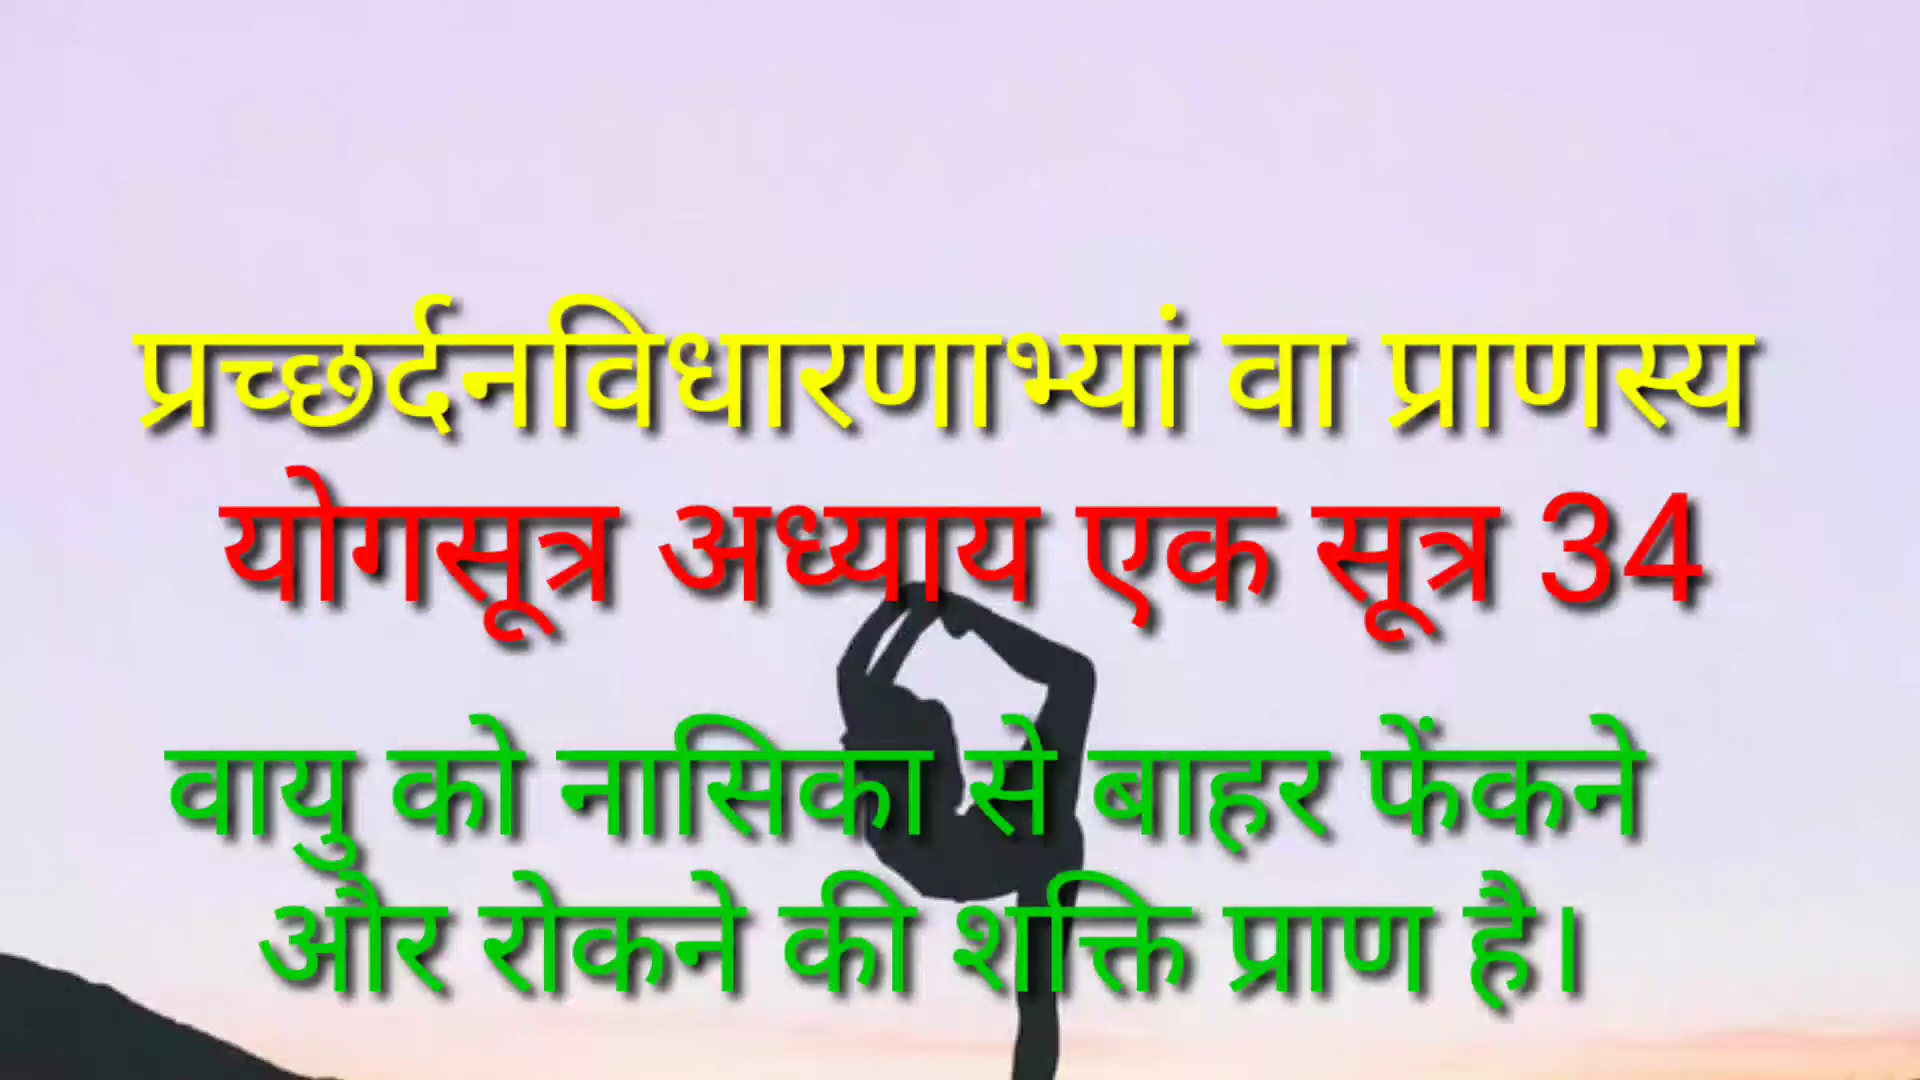 प्रच्छर्दनविधारणाभ्यां वा प्राणस्य
योगसूत्र अध्याय एक सूत्र 34
वायु को नासिका से बाहर फेंकने
और रोकने की शक्ति प्राण है।